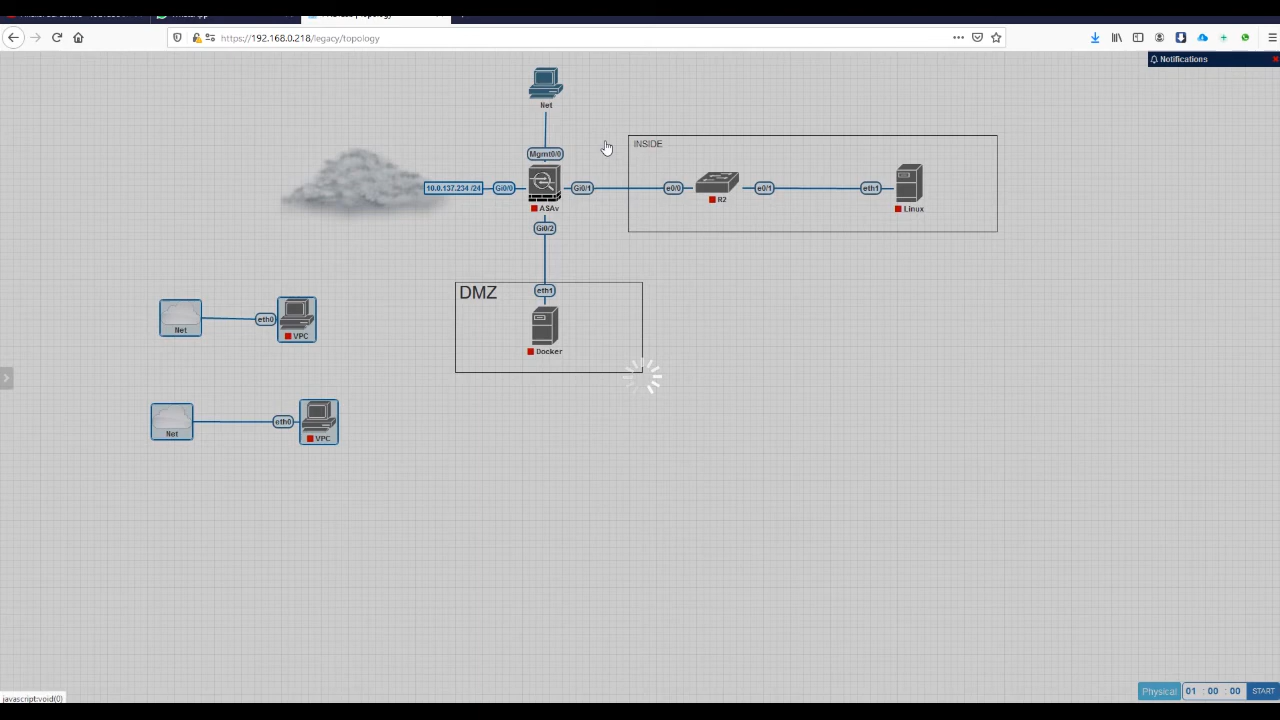 https://192.168.0.218/legacy/topology
Notifications
Net
Mgmt0/0
INSIDE
10.0.137.234 /24
Gi0/0
Gi0/1
e0/0
e0/1
eth1
ASAv
R2
Linux
Gi0/2
DMZ
eth1
Net
eth0
VPC
Docker
Net
eth0
VPC
javascript:void(0)
Physical
01 : 00 : 00
START